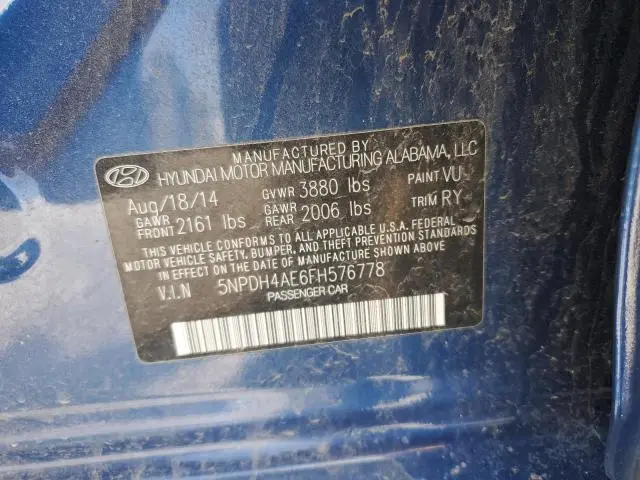 MANUFACTURED BY
HYUNDAI MOTOR MANUFACTURING ALABAMA, LLC
Aug/18/14 GVWR 3880 lbs PAINT VU
GAWR FRONT 2161 lbs GAWR REAR 2006 lbs TRIM RY
THIS VEHICLE CONFORMS TO ALL APPLICABLE U.S.A. FEDERAL
MOTOR VEHICLE SAFETY, BUMPER, AND THEFT PREVENTION STANDARDS
IN EFFECT ON THE DATE OF MANUFACTURE SHOWN ABOVE
V.I.N 5NPDH4AE6FH576778
PASSENGER CAR